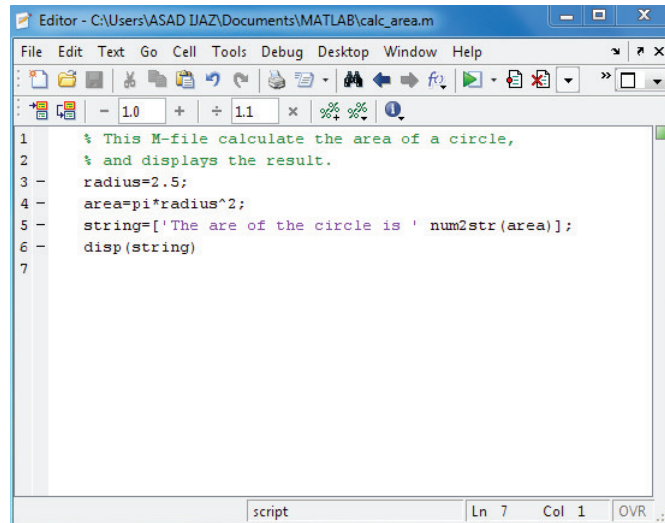 Editor - C:\Users\ASAD IJAZ\Documents\MATLAB\calc_area.m
File Edit Text Go Cell Tools Debug Desktop Window Help
- 1.0 + ÷ 1.1 ×
1 % This M-file calculate the area of a circle,
2 % and displays the result.
3 - radius=2.5;
4 - area=pi*radius^2;
5 - string=['The are of the circle is ' num2str(area)];
6 - disp(string)
7
script Ln 7 Col 1 OVR